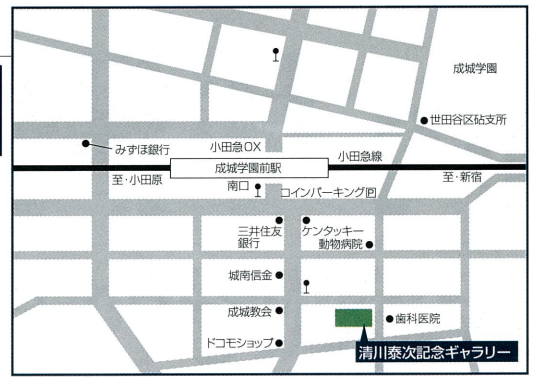 成城学園
世田谷区砧支所
みずほ銀行
小田急OX
小田急線
成城学園前駅
至・小田原
至・新宿
南口
コインパーキングP
三井住友
銀行
ケンタッキー
動物病院
城南信金
成城教会
歯科医院
ドコモショップ
清川泰次記念ギャラリー